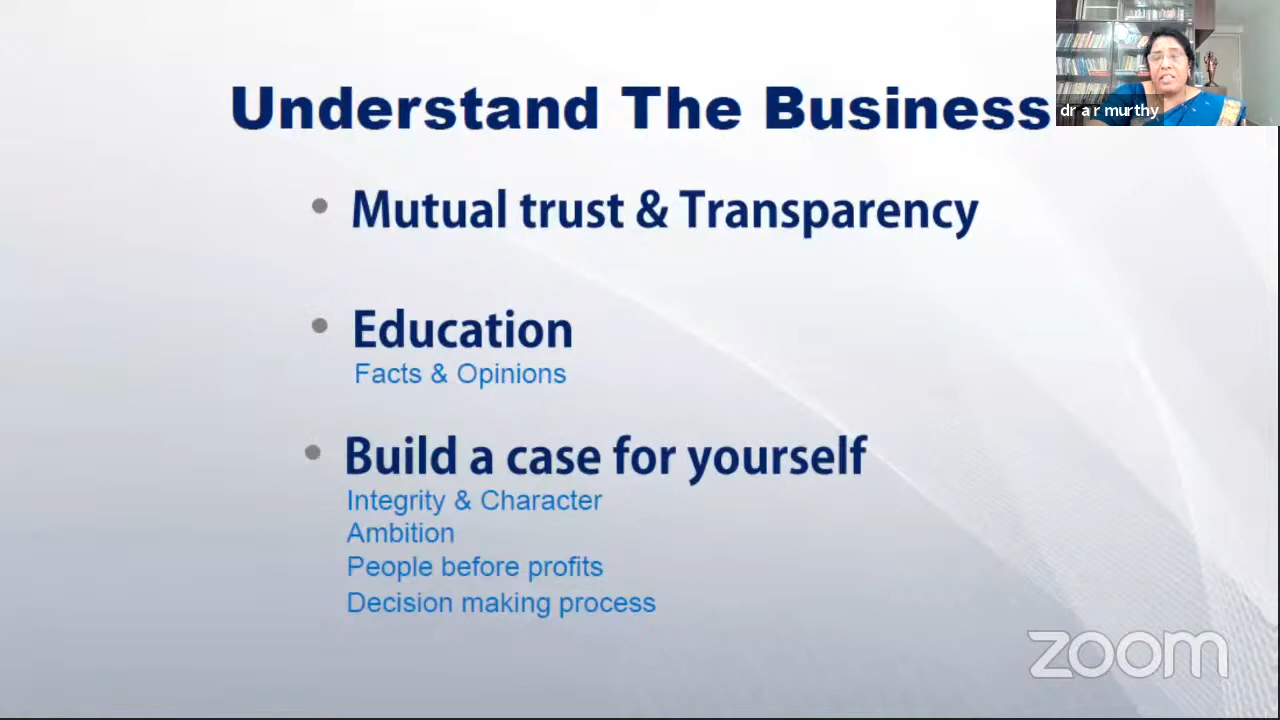 Understand The Business
dr a r murthy
• Mutual trust & Transparency
• Education
Facts & Opinions
• Build a case for yourself
Integrity & Character
Ambition
People before profits
Decision making process
zoom